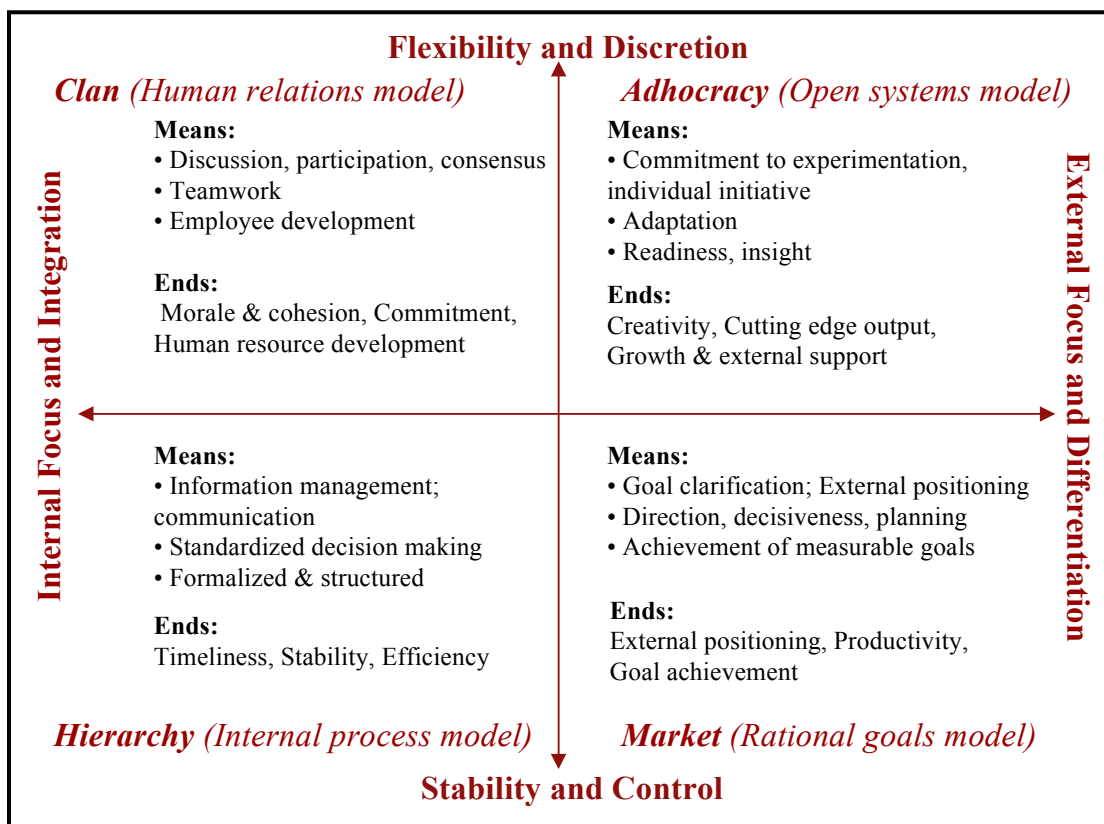 Flexibility and Discretion
Clan (Human relations model)
Means:
• Discussion, participation, consensus
• Teamwork
• Employee development
Ends:
Morale & cohesion, Commitment,
Human resource development
Adhocracy (Open systems model)
Means:
• Commitment to experimentation,
individual initiative
• Adaptation
• Readiness, insight
Ends:
Creativity, Cutting edge output,
Growth & external support
Internal Focus and Integration
External Focus and Differentiation
Means:
• Information management;
communication
• Standardized decision making
• Formalized & structured
Ends:
Timeliness, Stability, Efficiency
Hierarchy (Internal process model)
Means:
• Goal clarification; External positioning
• Direction, decisiveness, planning
• Achievement of measurable goals
Ends:
External positioning, Productivity,
Goal achievement
Market (Rational goals model)
Stability and Control